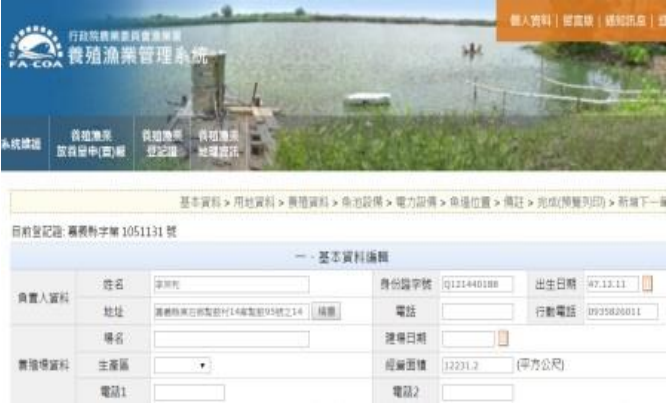 個人資料 | 留言版 | 通知訊息 |
行政院農業委員會漁業署
養殖漁業管理系統
FA-COA
系統維護 養殖漁業放養量申(查)報 養殖漁業登記證 養殖漁業地理資訊
基本資料 > 用地資料 > 養殖資料 > 魚池設備 > 電力設備 > 魚塭位置 > 備註 > 完成(預覽列印) > 新增下一筆
目前登記證: 嘉義縣字第 1051131 號
一、基本資料編輯
負責人資料 姓名 身份證字號 Q121440188 出生日期 47.12.11
地址 電話 行動電話 0935826011
養殖場資料 場名 建場日期
生產區 經營面積 12231.2 (平方公尺)
電話1 電話2